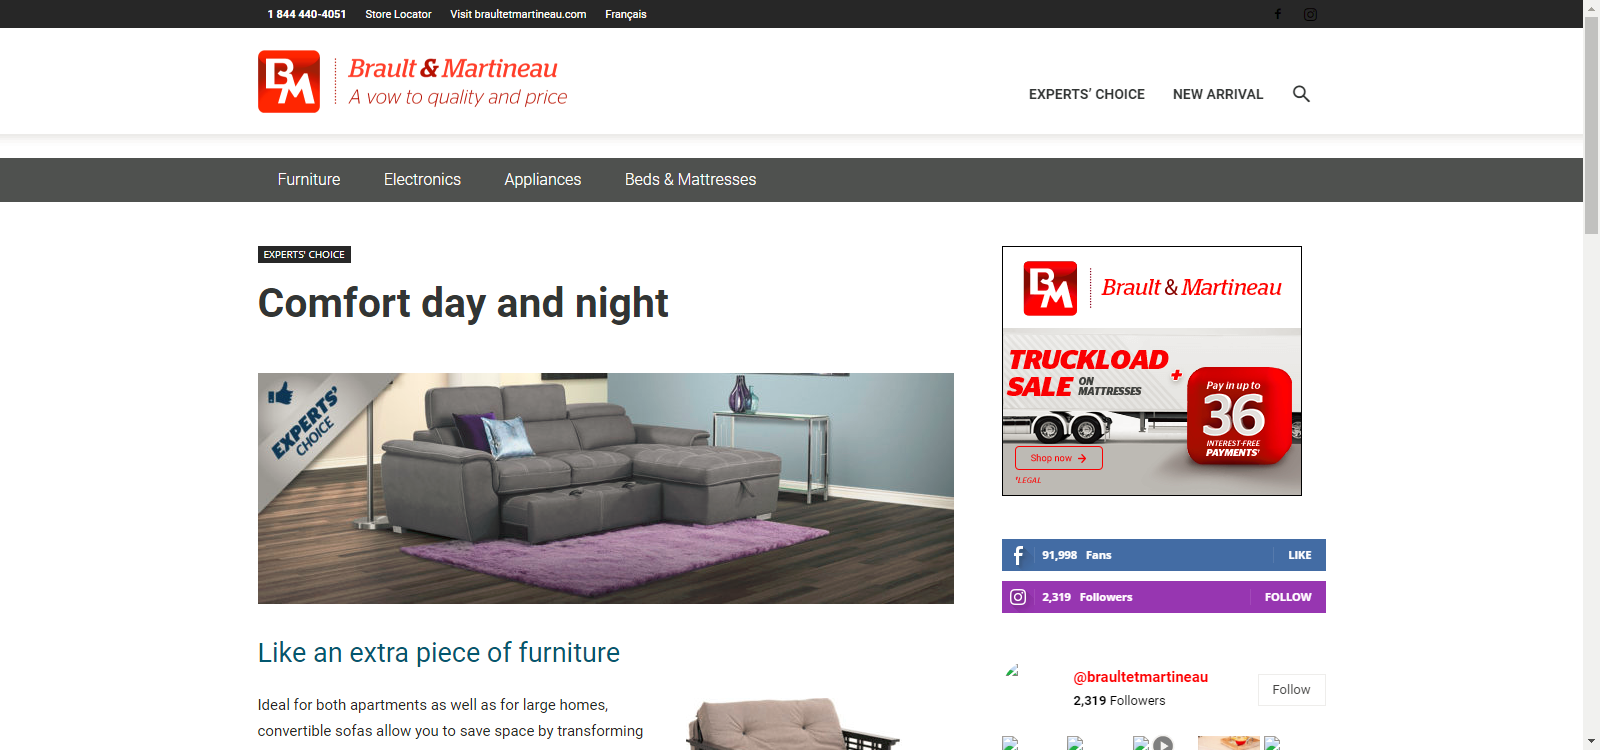 1 844 440-4051 Store Locator Visit braultetmartineau.com Français
BM
Brault & Martineau
A vow to quality and price
EXPERTS' CHOICE NEW ARRIVAL
Furniture Electronics Appliances Beds & Mattresses
EXPERTS' CHOICE
Comfort day and night
EXPERTS'
CHOICE
Like an extra piece of furniture
Ideal for both apartments as well as for large homes,
convertible sofas allow you to save space by transforming
BM
Brault & Martineau
TRUCKLOAD
SALE ON
MATTRESSES
+
Pay in up to
36
INTEREST-FREE
PAYMENTS¹
Shop now →
¹LEGAL
91,998 Fans LIKE
2,319 Followers FOLLOW
@braultetmartineau
2,319 Followers
Follow